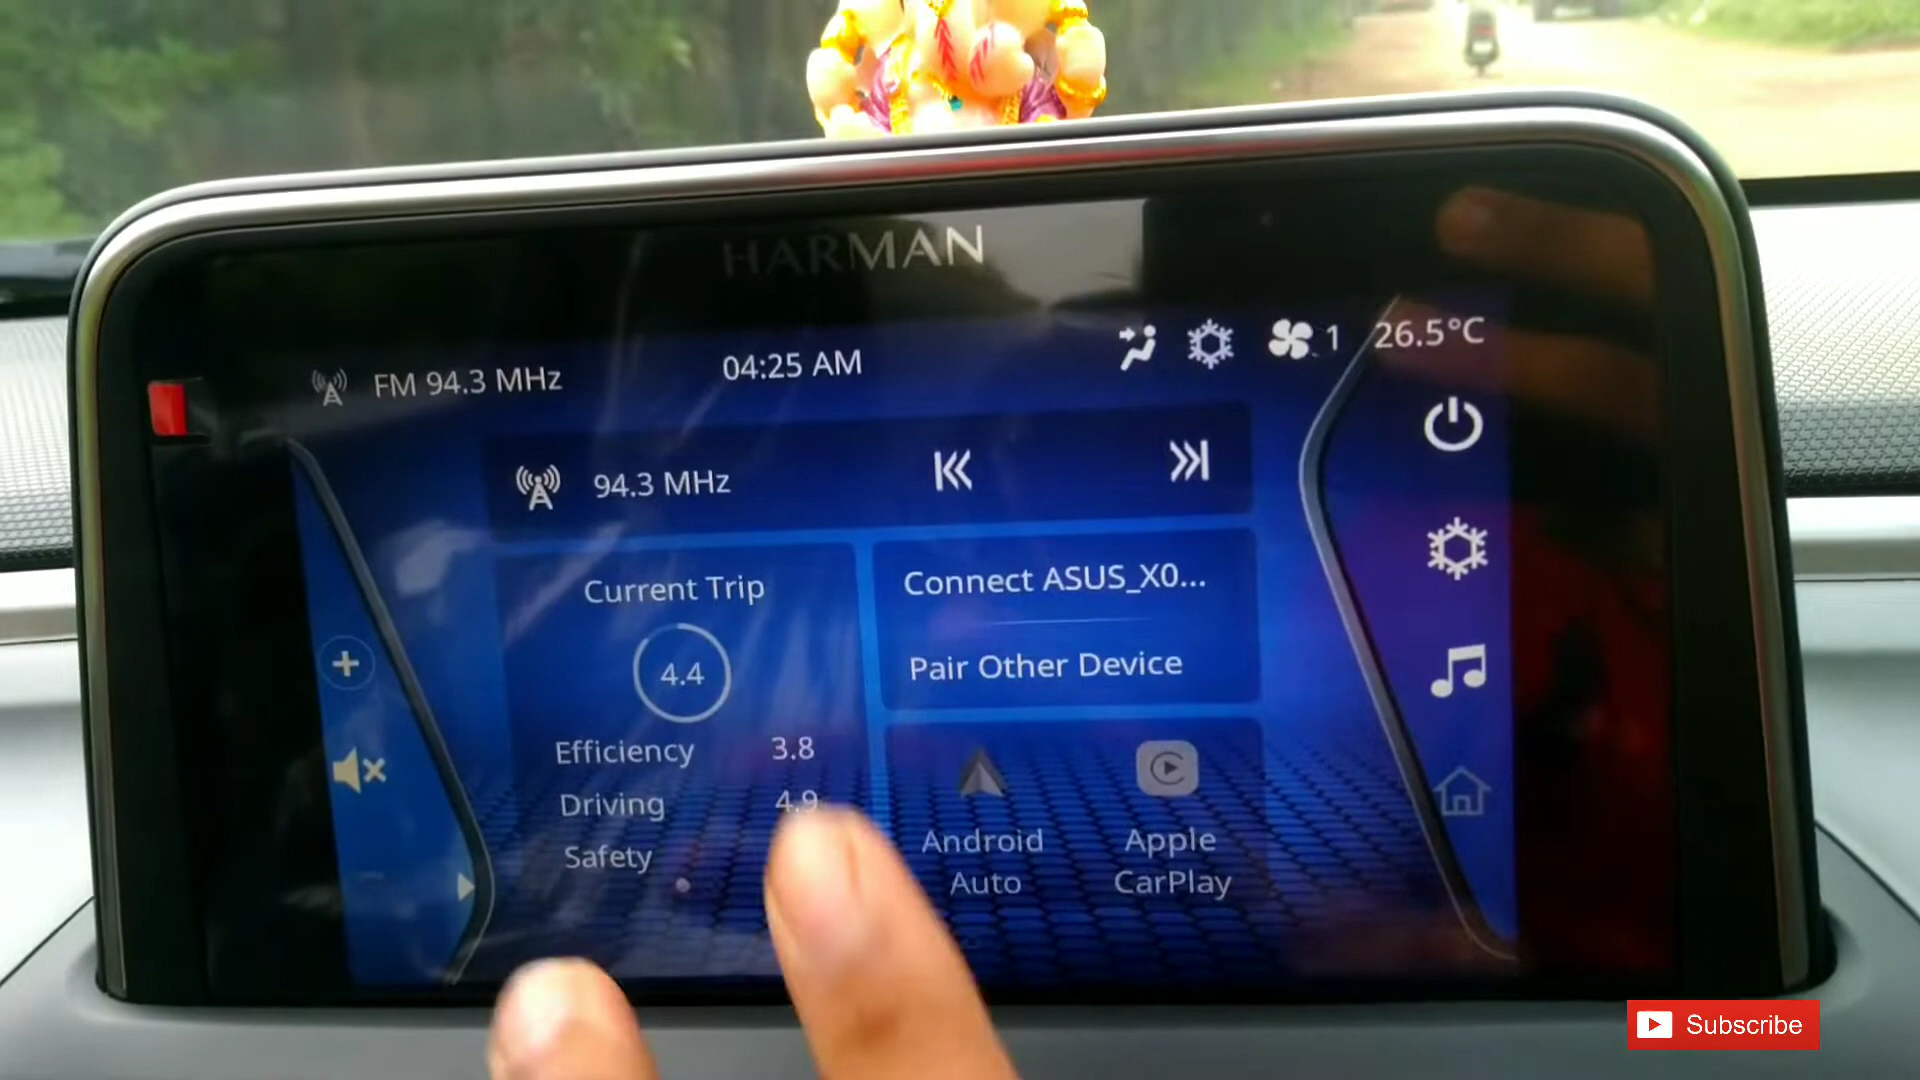 HARMAN
FM 94.3 MHz
04:25 AM
1
26.5°C
94.3 MHz
Current Trip
4.4
Efficiency 3.8
Driving 4.9
Safety
Connect ASUS_X0...
Pair Other Device
Android
Auto
Apple
CarPlay
Subscribe